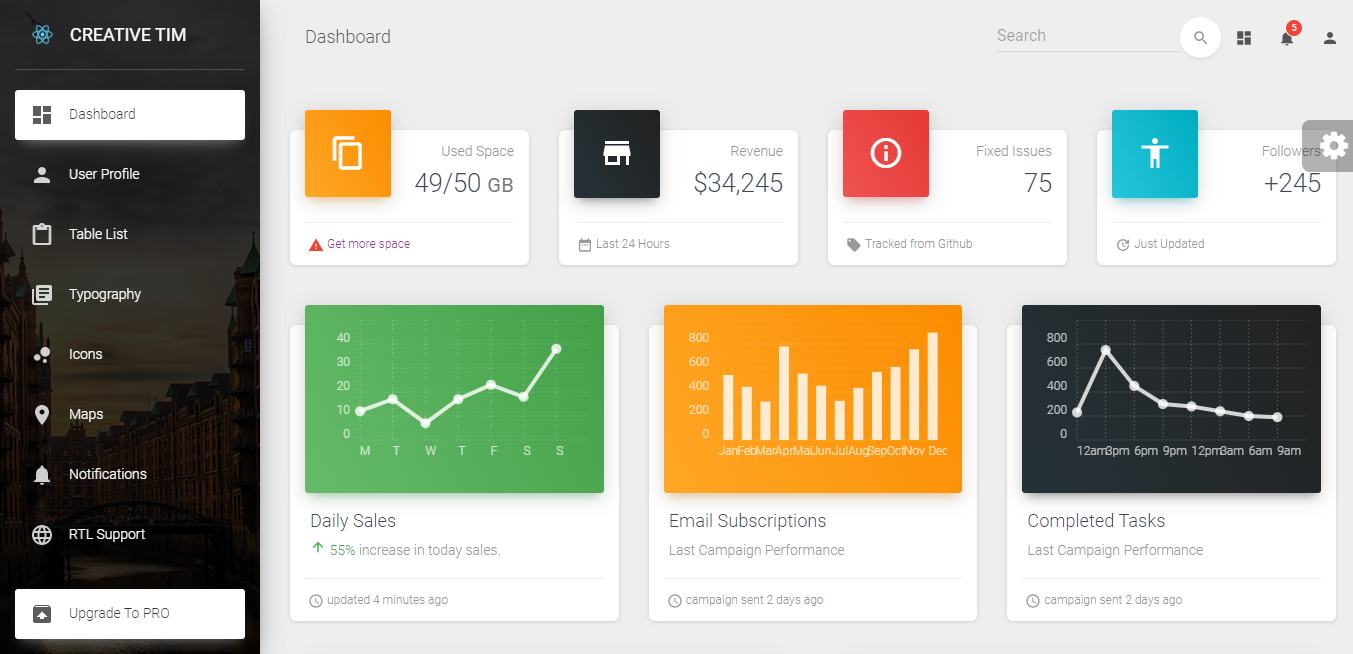 CREATIVE TIM
Dashboard
User Profile
Table List
Typography
Icons
Maps
Notifications
RTL Support
Upgrade To PRO
Dashboard
Search
5
Used Space
49/50 GB
Get more space
Revenue
$34,245
Last 24 Hours
Fixed Issues
75
Tracked from Github
Followers
+245
Just Updated
40
30
20
10
0
M T W T F S S
Daily Sales
55% increase in today sales.
updated 4 minutes ago
800
600
400
200
0
Jan Feb Mar Apr Mai Jun Jul Aug Sep Oct Nov Dec
Email Subscriptions
Last Campaign Performance
campaign sent 2 days ago
800
600
400
200
0
12am 3pm 6pm 9pm 12pm 3am 6am 9am
Completed Tasks
Last Campaign Performance
campaign sent 2 days ago